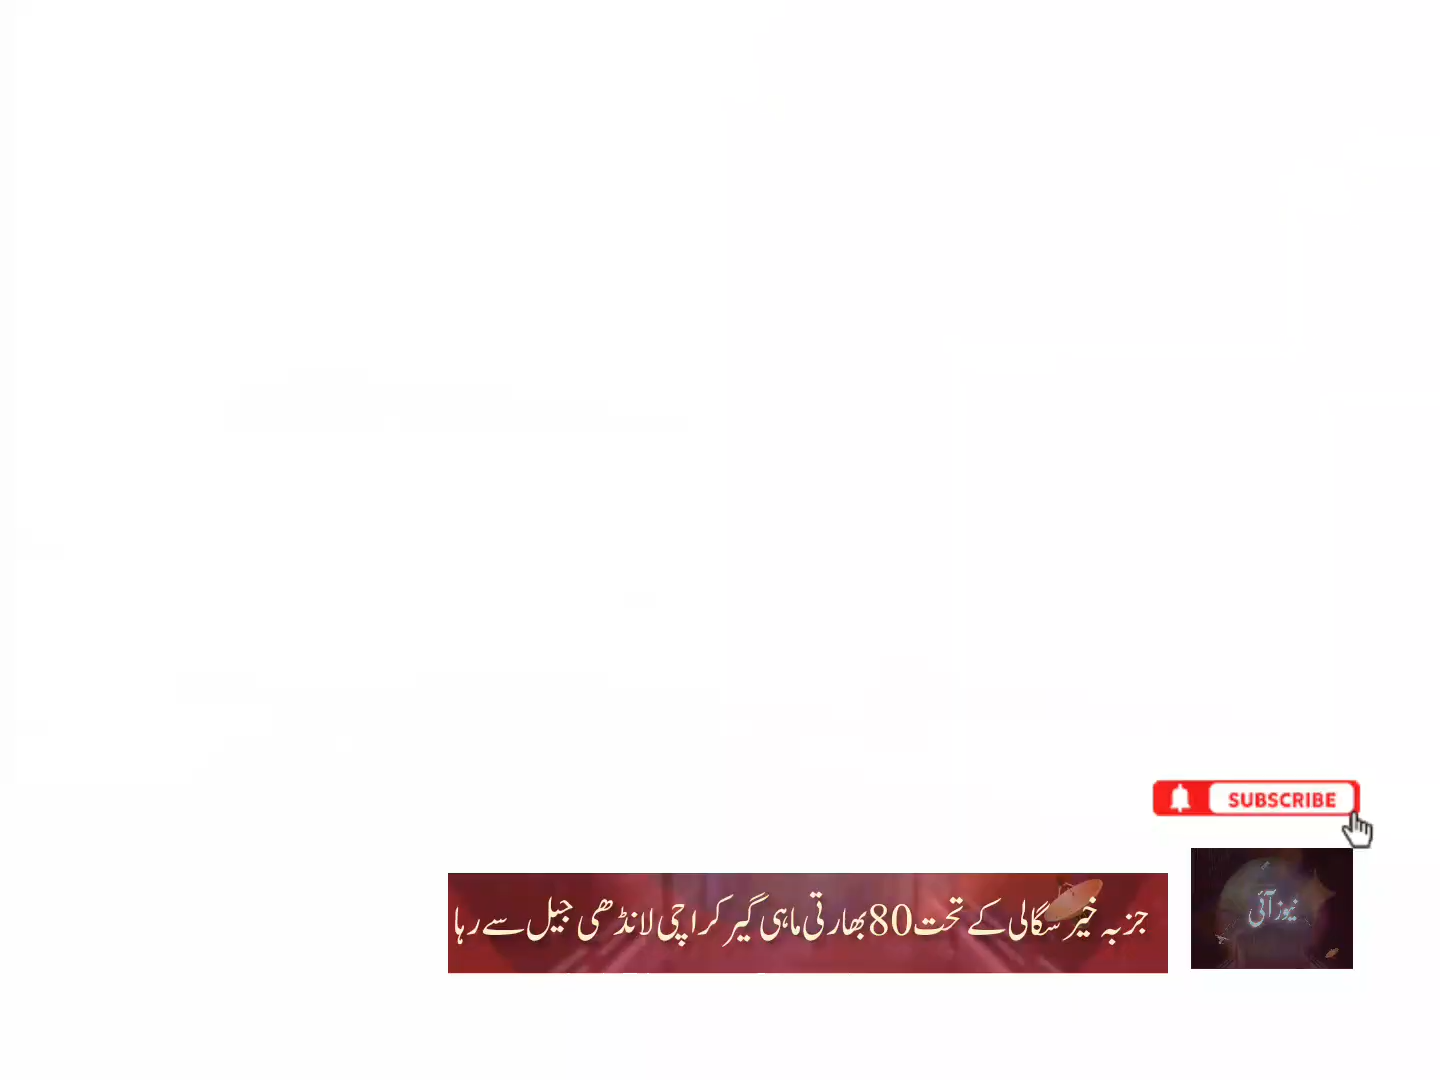 SUBSCRIBE
نیوز آئی
جزبہ خیر سگالی کے تحت 80 بھارتی ماہی گیر کراچی لانڈھی جیل سے رہا